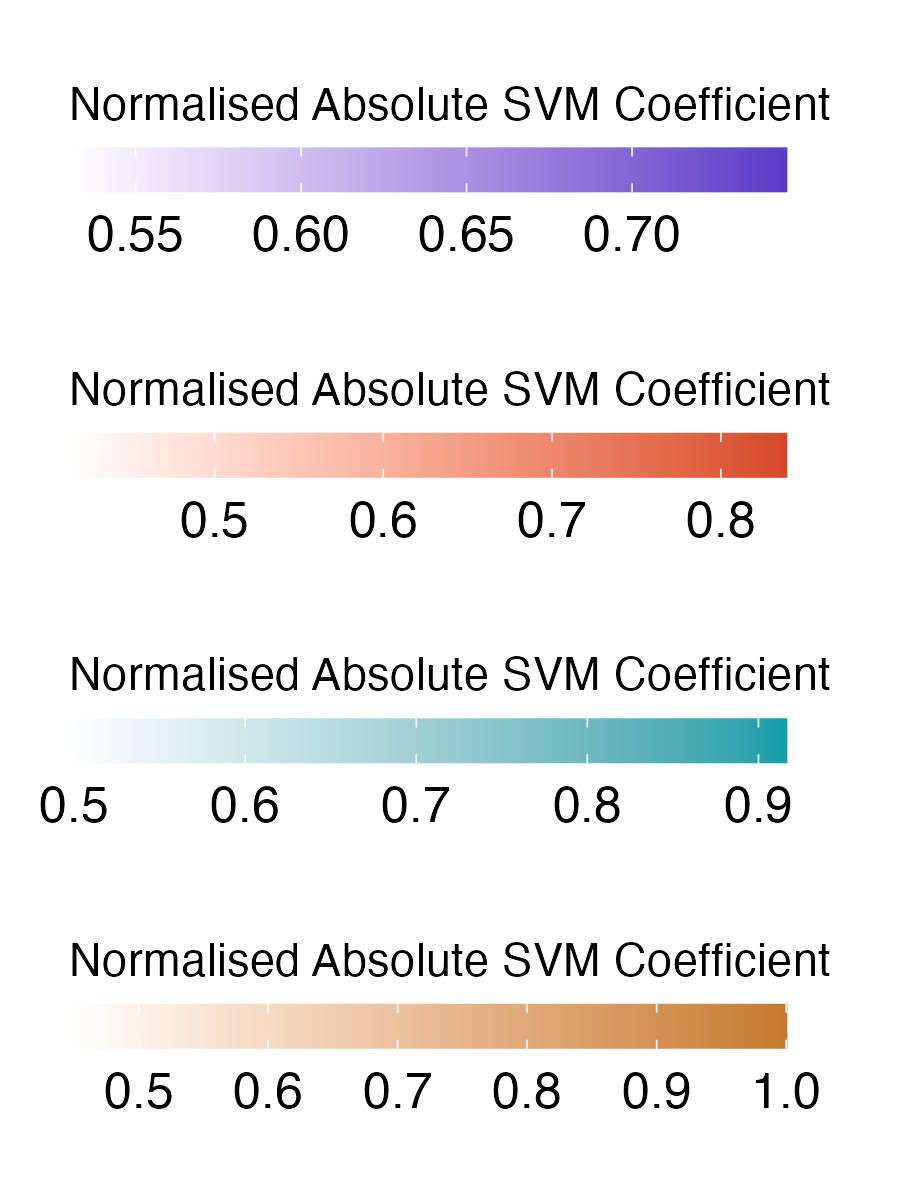 Normalised Absolute SVM Coefficient
0.55 0.60 0.65 0.70
Normalised Absolute SVM Coefficient
0.5 0.6 0.7 0.8
Normalised Absolute SVM Coefficient
0.5 0.6 0.7 0.8 0.9
Normalised Absolute SVM Coefficient
0.5 0.6 0.7 0.8 0.9 1.0